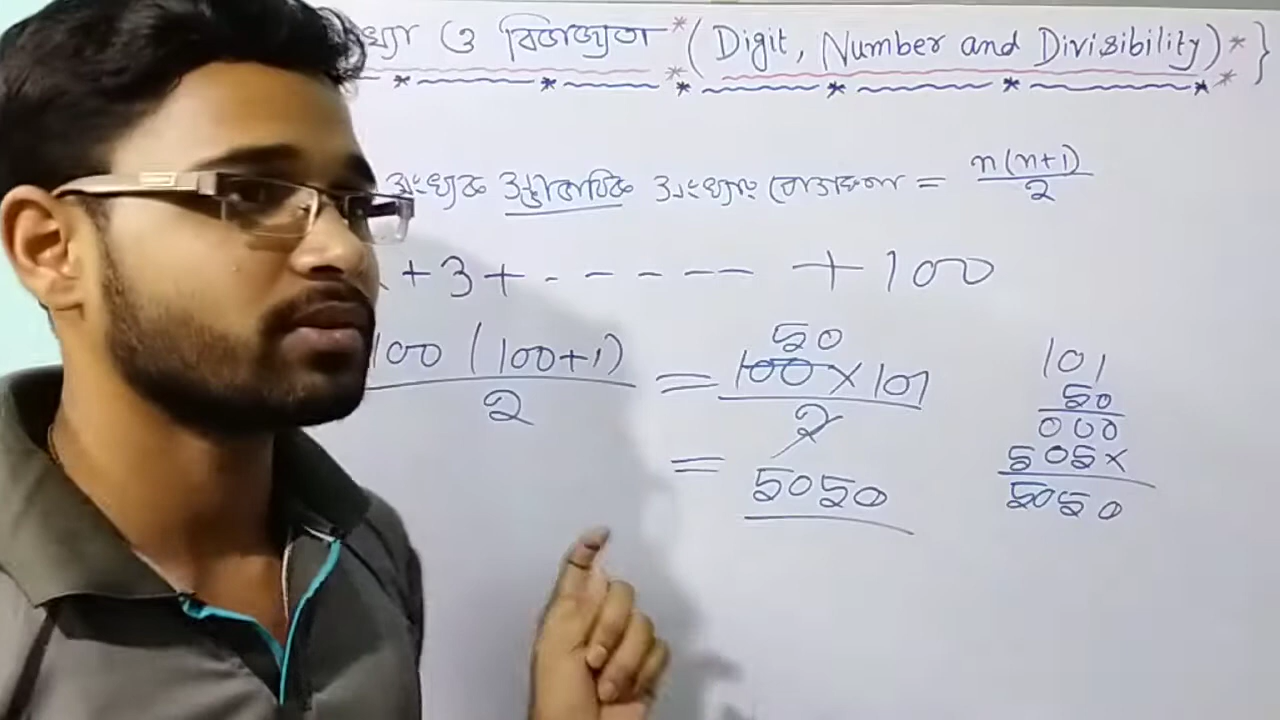 খ্যা ও বিভাজ্যতা * ( Digit, Number and Divisibility) * }
সংখ্যক স্বাভাবিক সংখ্যার যোগফল = n(n+1)/2
+ 3 + - - - - - - + 100
100 (100+1)/2 = 100 × 101/2
50
= 5050
101
50
000
505×
5050